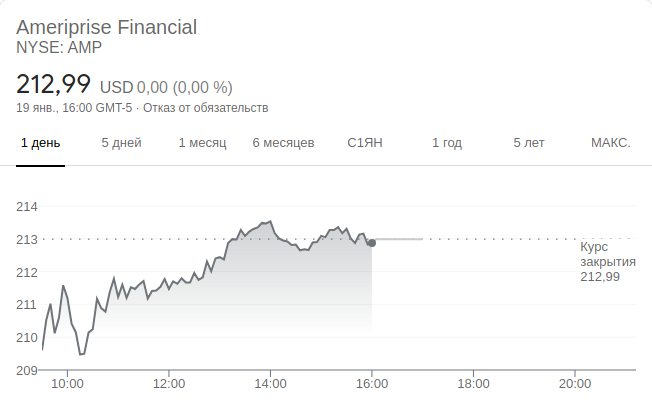 Ameriprise Financial
NYSE: AMP
212,99 USD 0,00 (0,00 %)
19 янв., 16:00 GMT-5 · Отказ от обязательств
1 день 5 дней 1 месяц 6 месяцев С1ЯН 1 год 5 лет МАКС.
214
213
Курс
закрытия
212,99
212
211
210
209
10:00 12:00 14:00 16:00 18:00 20:00